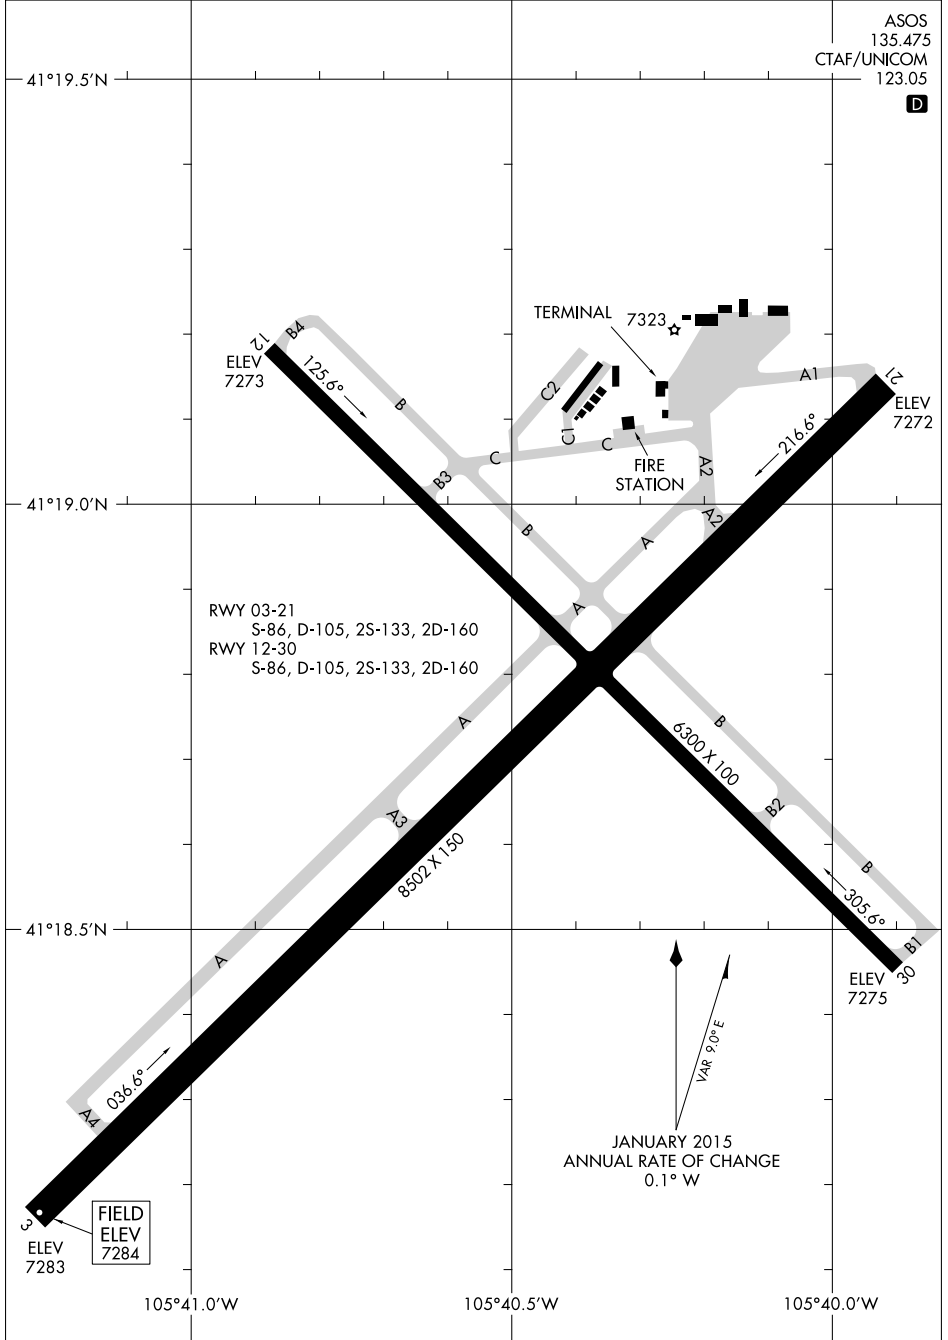 ASOS
135.475
CTAF/UNICOM
123.05
D
41°19.5'N
TERMINAL
7323
12
B4
ELEV
7273
125.6°
B
C2
C1
A1
21
ELEV
7272
216.6°
C
C
FIRE
STATION
A2
B3
41°19.0'N
A2
B
A
A
RWY 03-21
S-86, D-105, 2S-133, 2D-160
RWY 12-30
S-86, D-105, 2S-133, 2D-160
A
B
6300 X 100
B2
A3
8502 X 150
B
305.6°
41°18.5'N
B1
30
A
ELEV
7275
VAR 9.0° E
036.6°
A4
JANUARY 2015
ANNUAL RATE OF CHANGE
0.1° W
3
FIELD
ELEV
7284
ELEV
7283
105°41.0'W
105°40.5'W
105°40.0'W